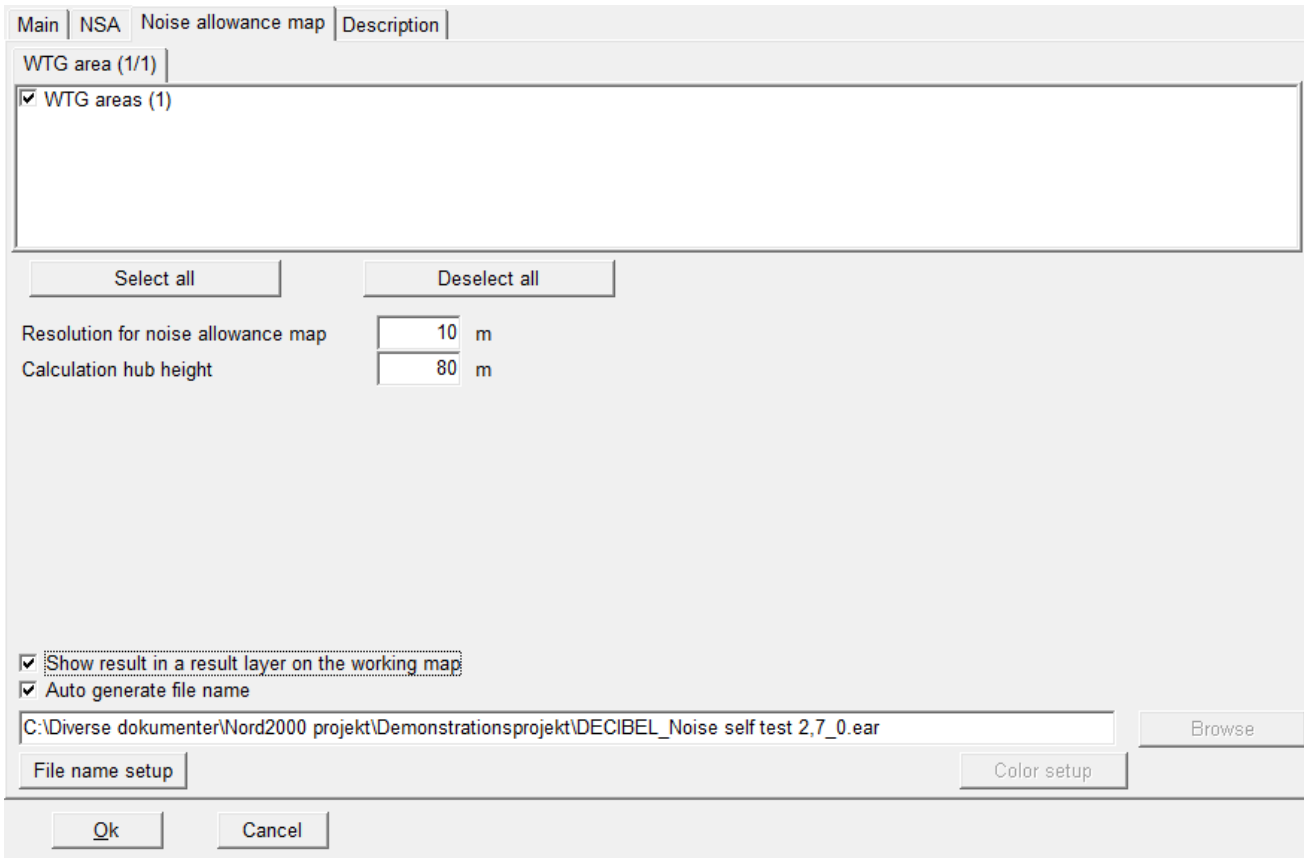 Main NSA Noise allowance map Description
WTG area (1/1)
WTG areas (1)
Select all Deselect all
Resolution for noise allowance map 10 m
Calculation hub height 80 m
Show result in a result layer on the working map
Auto generate file name
C:\Diverse dokumenter\Nord2000 projekt\Demonstrationsprojekt\DECIBEL_Noise self test 2,7_0.ear Browse
File name setup Color setup
Ok Cancel